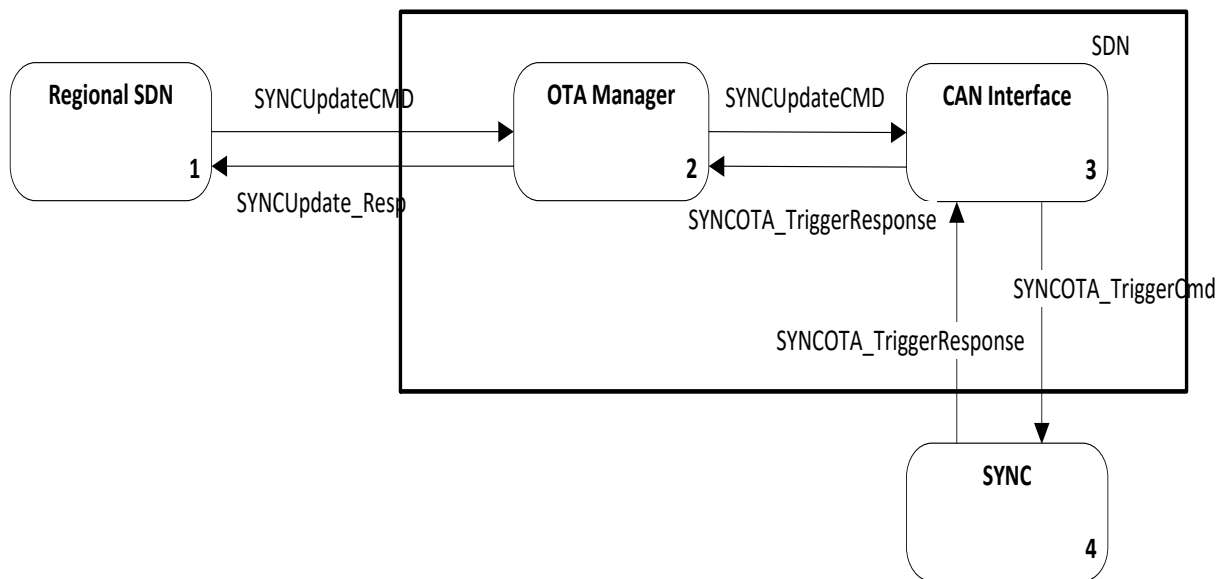 SDN
Regional SDN
1
SYNCUpdateCMD
SYNCUpdate_Resp
OTA Manager
2
SYNCUpdateCMD
SYNCOTA_TriggerResponse
CAN Interface
3
SYNCOTA_TriggerCmd
SYNCOTA_TriggerResponse
SYNC
4